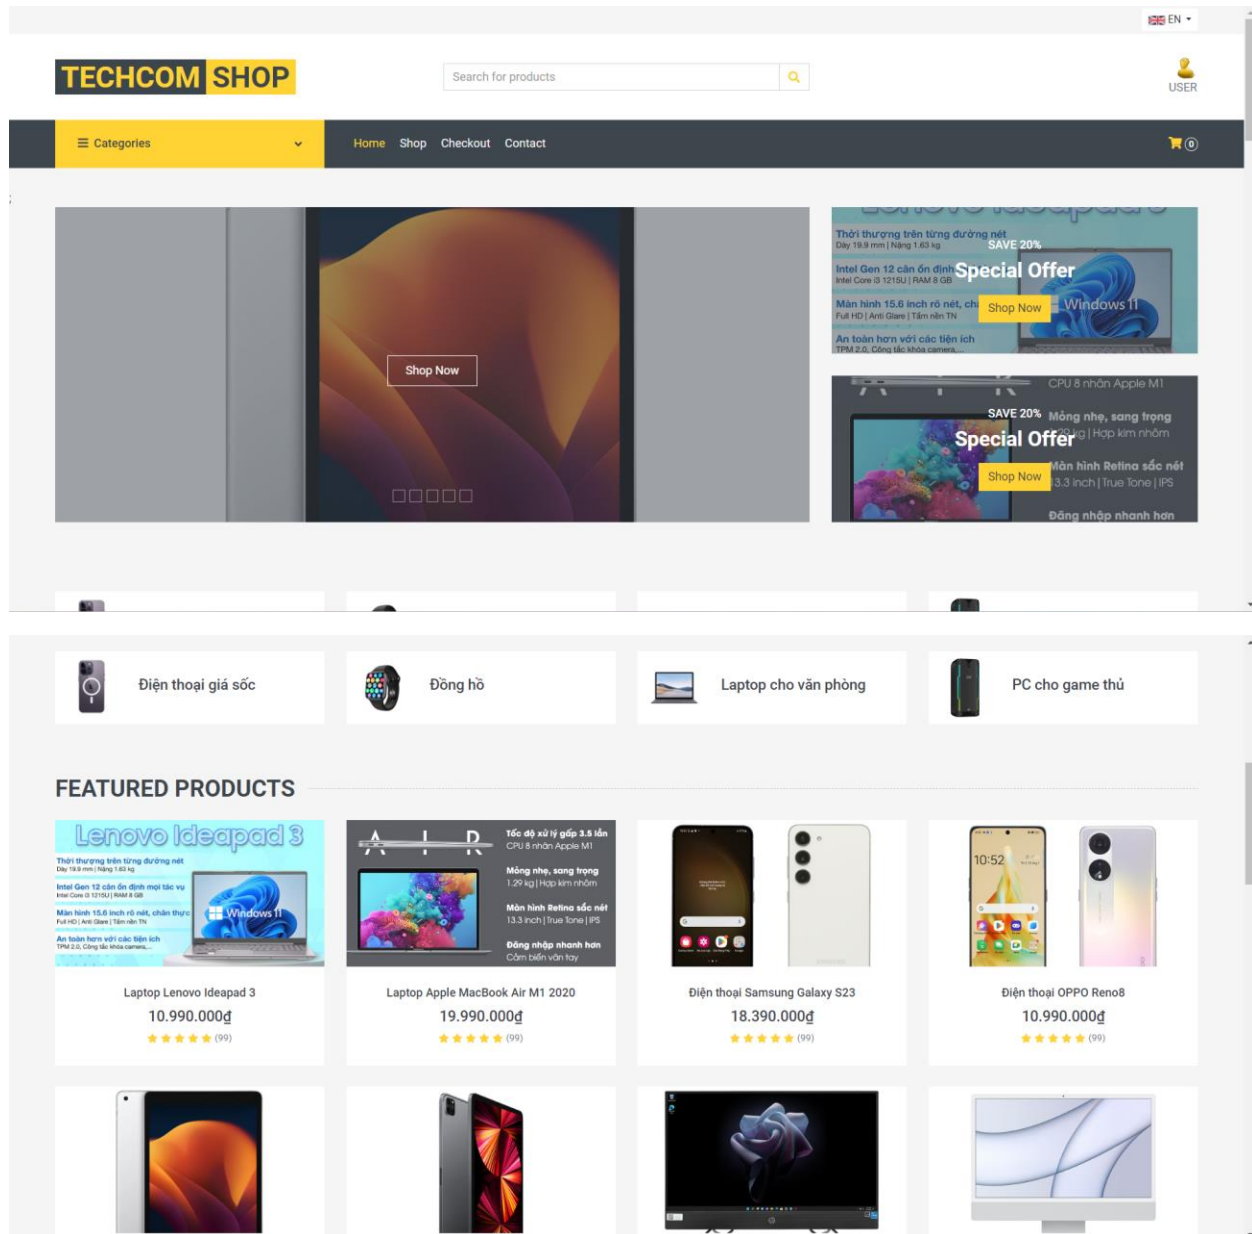 EN
TECHCOM SHOP
Search for products
USER
Categories
Home Shop Checkout Contact
0
;
Shop Now
Lenovo Ideapad 3
Thời thượng trên từng đường nét
Dày 19.9 mm | Nặng 1.63 kg
Intel Gen 12 cân ổn định
Intel Core i3 1215U | RAM 8 GB
Màn hình 15.6 inch rõ nét,
Full HD | Anti Glare | Tấm nền TN
An toàn hơn với các tiện ích
TPM 2.0, Công tắc khóa camera,...
Windows 11
SAVE 20%
Special Offer
Shop Now
CPU 8 nhân Apple M1
Mỏng nhẹ, sang trọng
kg | Hợp kim nhôm
Màn hình Retina sắc nét
13.3 inch | True Tone | IPS
Đăng nhập nhanh hơn
SAVE 20%
Special Offer
Shop Now
Điện thoại giá sốc
Đồng hồ
Laptop cho văn phòng
PC cho game thủ
FEATURED PRODUCTS
Lenovo Ideapad 3
Thời thượng trên từng đường nét
Dày 19.9 mm | Nặng 1.63 kg
Intel Gen 12 cân ổn định mọi tác vụ
Intel Core i3 1215U | RAM 8 GB
Màn hình 15.6 inch rõ nét, chân thực
Full HD | Anti Glare | Tấm nền TN
An toàn hơn với các tiện ích
TPM 2.0, Công tắc khóa camera,...
Windows 11
Laptop Lenovo Ideapad 3
10.990.000₫
(99)
A I R
Tốc độ xử lý gấp 3.5 lần
CPU 8 nhân Apple M1
Mỏng nhẹ, sang trọng
1.29 kg | Hợp kim nhôm
Màn hình Retina sắc nét
13.3 inch | True Tone | IPS
Đăng nhập nhanh hơn
Cảm biến vân tay
Laptop Apple MacBook Air M1 2020
19.990.000₫
(99)
Điện thoại Samsung Galaxy S23
18.390.000₫
(99)
10:52
Điện thoại OPPO Reno8
10.990.000₫
(99)